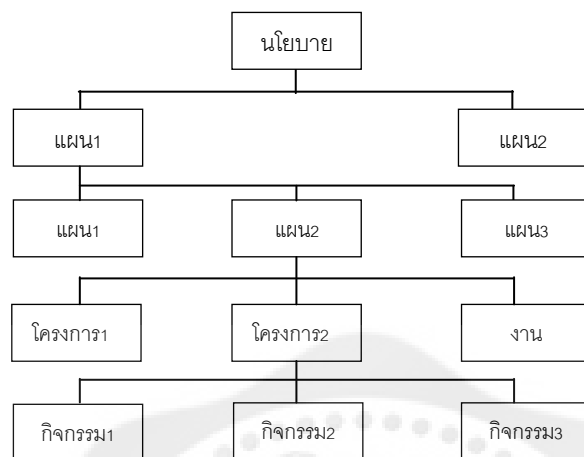 นโยบาย
แผน1 แผน2
แผน1 แผน2 แผน3
โครงการ1 โครงการ2 งาน
กิจกรรม1 กิจกรรม2 กิจกรรม3